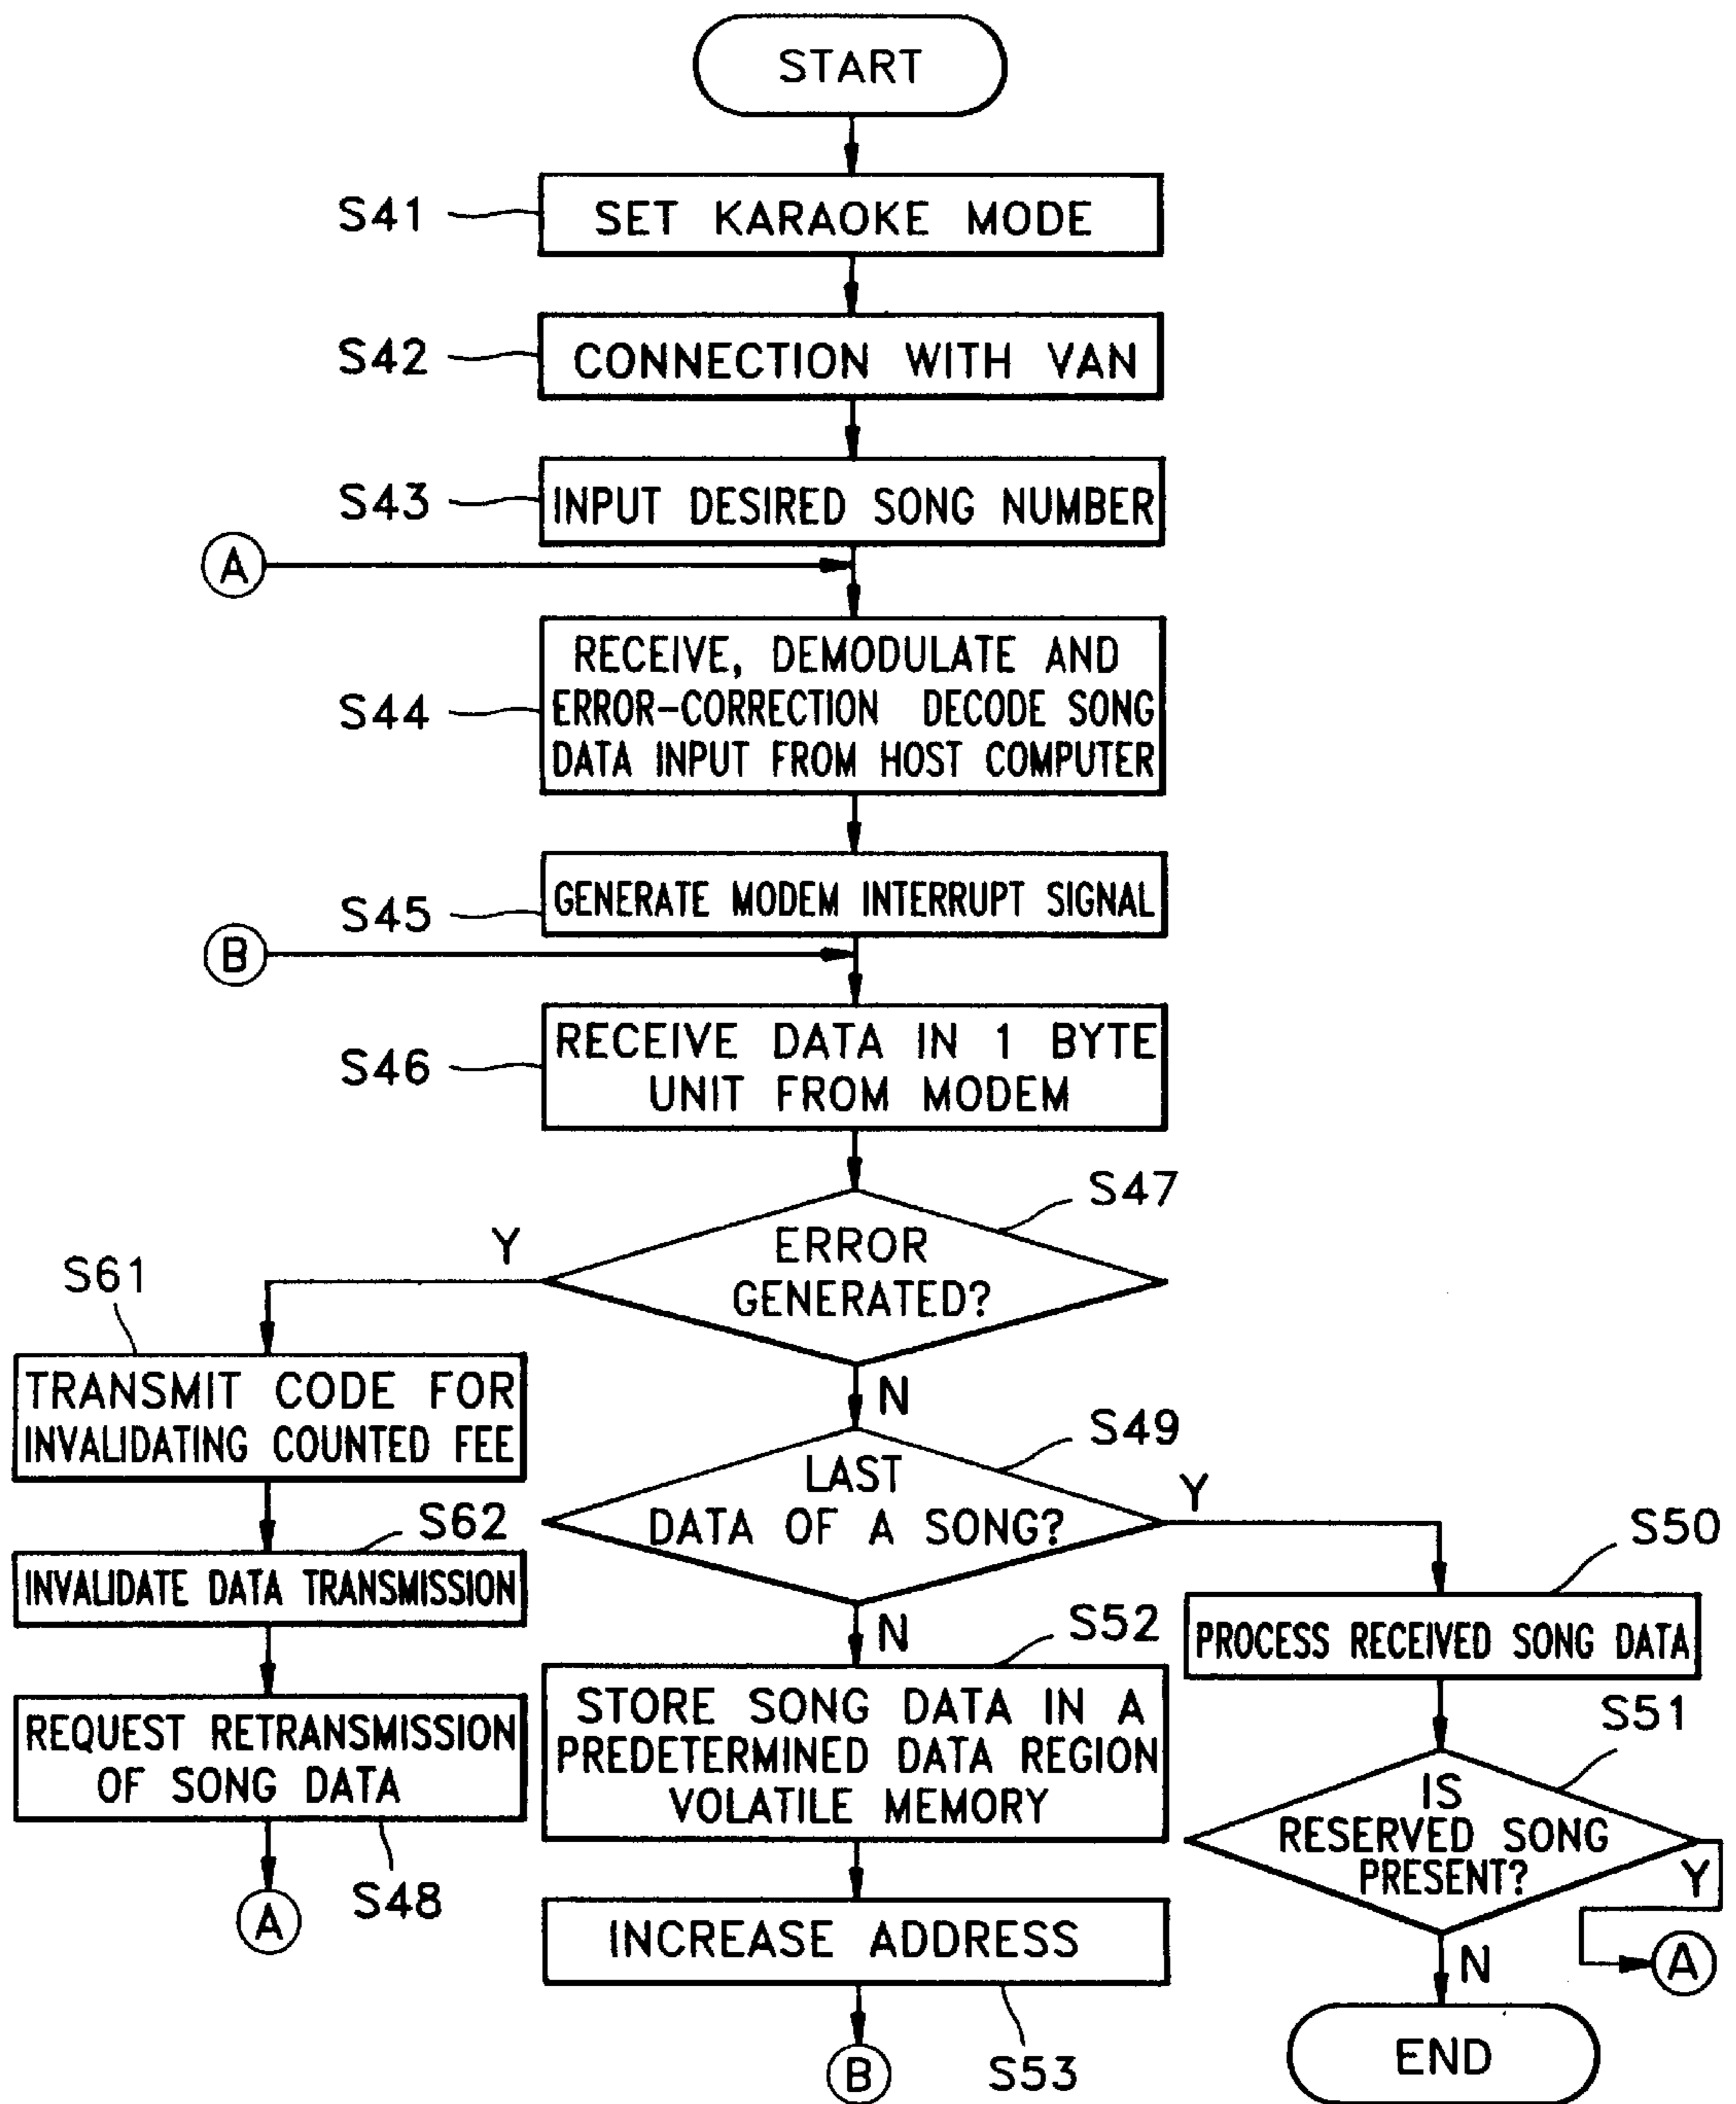 START
S41
SET KARAOKE MODE
S42
CONNECTION WITH VAN
S43
INPUT DESIRED SONG NUMBER
A
S44
RECEIVE, DEMODULATE AND
ERROR-CORRECTION DECODE SONG
DATA INPUT FROM HOST COMPUTER
S45
GENERATE MODEM INTERRUPT SIGNAL
B
S46
RECEIVE DATA IN 1 BYTE
UNIT FROM MODEM
S47
ERROR
GENERATED?
Y
N
S61
TRANSMIT CODE FOR
INVALIDATING COUNTED FEE
S62
INVALIDATE DATA TRANSMISSION
REQUEST RETRANSMISSION
OF SONG DATA
S48
A
S49
LAST
DATA OF A SONG?
Y
N
S52
STORE SONG DATA IN A
PREDETERMINED DATA REGION
VOLATILE MEMORY
INCREASE ADDRESS
S53
B
S50
PROCESS RECEIVED SONG DATA
S51
IS
RESERVED SONG
PRESENT?
Y
A
N
END